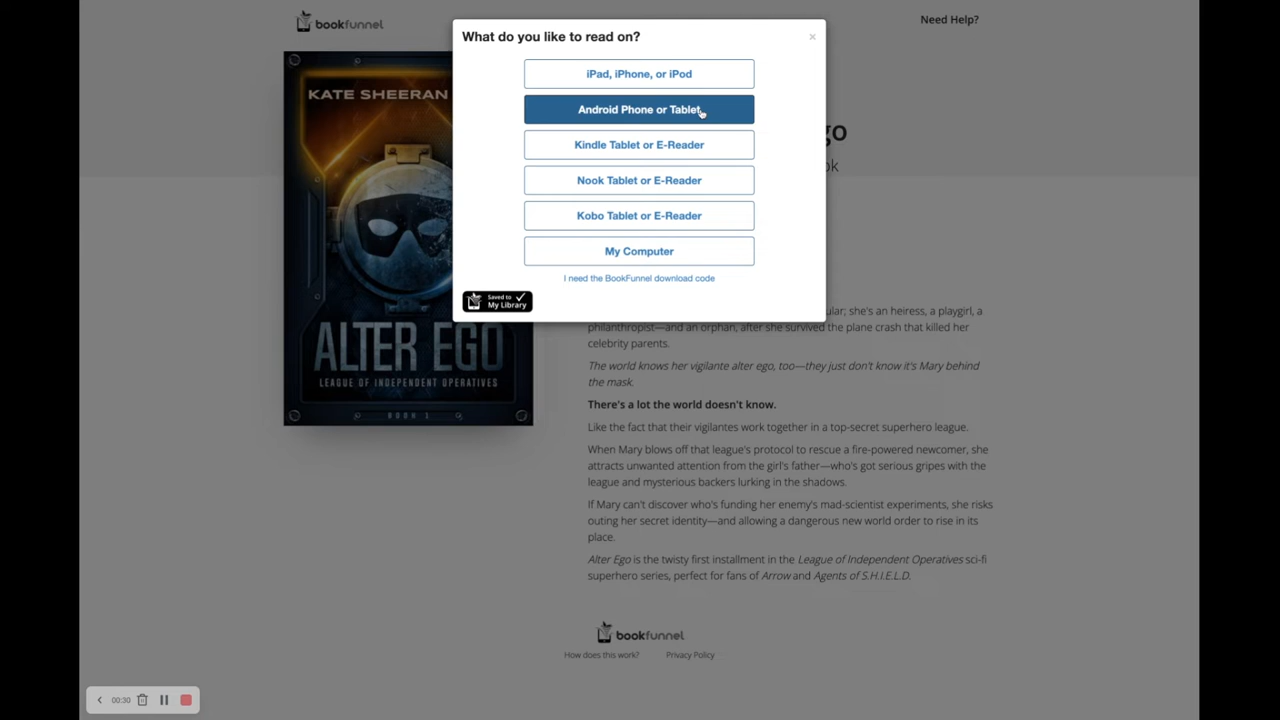 bookfunnel
Need Help?
What do you like to read on?
×
iPad, iPhone, or iPod
Android Phone or Tablet
Kindle Tablet or E-Reader
Nook Tablet or E-Reader
Kobo Tablet or E-Reader
My Computer
I need the BookFunnel download code
Saved to
My Library
KATE SHEERAN
ALTER EGO
LEAGUE OF INDEPENDENT OPERATIVES
BOOK 1
go
ok
ular; she's an heiress, a playgirl, a
philanthropist—and an orphan, after she survived the plane crash that killed her
celebrity parents.
The world knows her vigilante alter ego, too—they just don't know it's Mary behind
the mask.
There's a lot the world doesn't know.
Like the fact that their vigilantes work together in a top-secret superhero league.
When Mary blows off that league's protocol to rescue a fire-powered newcomer, she
attracts unwanted attention from the girl's father—who's got serious gripes with the
league and mysterious backers lurking in the shadows.
If Mary can't discover who's funding her enemy's mad-scientist experiments, she risks
outing her secret identity—and allowing a dangerous new world order to rise in its
place.
Alter Ego is the twisty first installment in the League of Independent Operatives sci-fi
superhero series, perfect for fans of Arrow and Agents of S.H.I.E.L.D.
bookfunnel
How does this work?
Privacy Policy
00:30